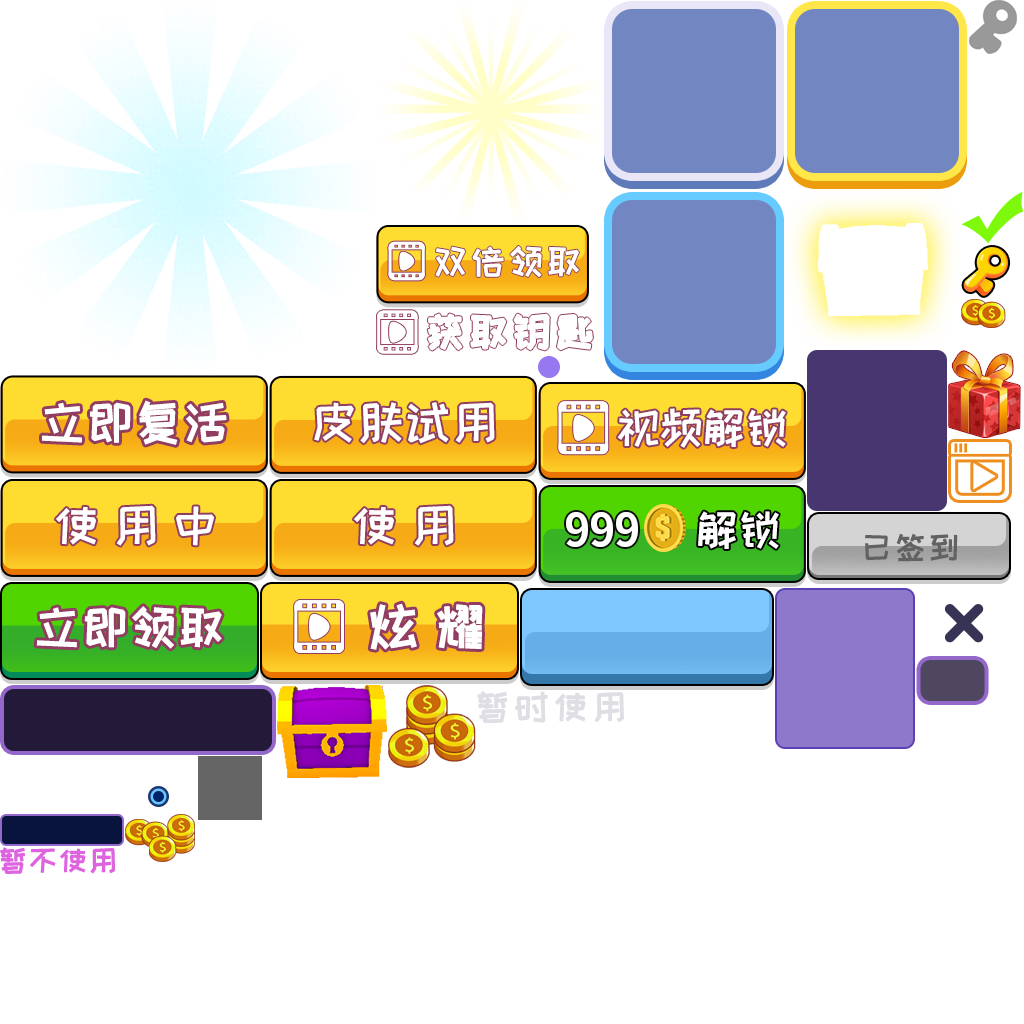 双倍领取
获取钥匙
立即复活
皮肤试用
视频解锁
使用中
使用
999 解锁
已签到
立即领取
炫耀
暂时使用
暂不使用